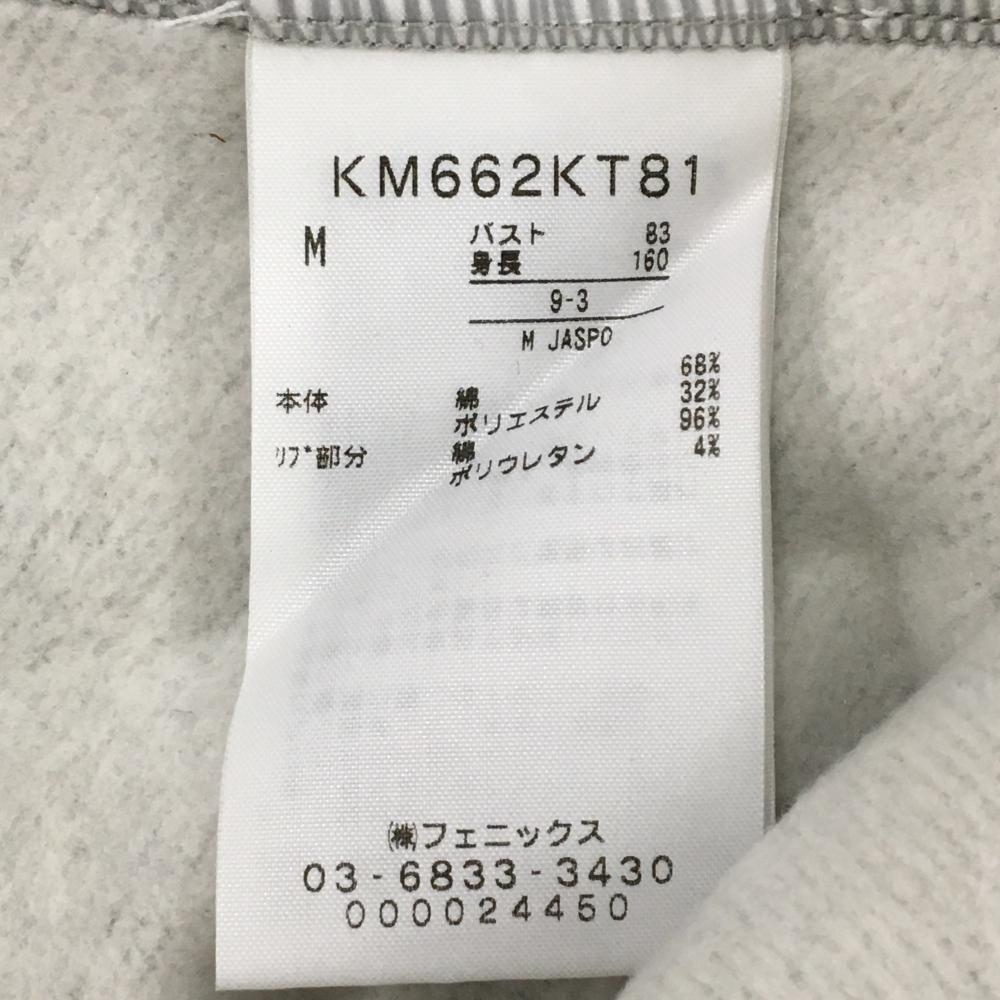 KM662KT81
M バスト 83
身長 160
9-3
M JASPO
本体 綿 68%
ポリエステル 32%
ﾘﾌﾞ部分 綿 96%
ポリウレタン 4%
㈱フェニックス
03-6833-3430
000024450